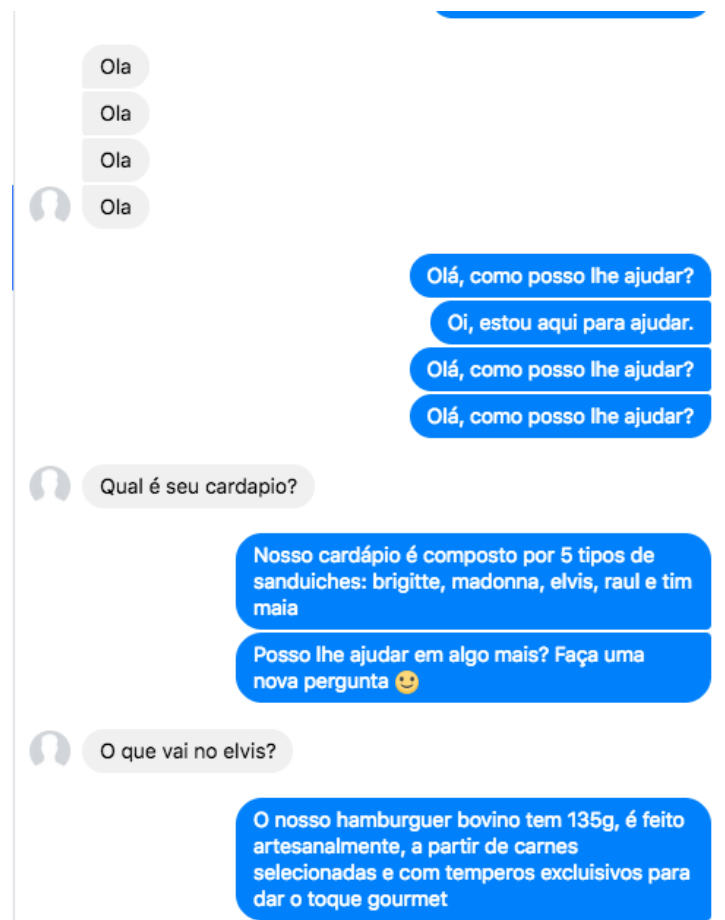 Ola
Ola
Ola
Ola
Olá, como posso lhe ajudar?
Oi, estou aqui para ajudar.
Olá, como posso lhe ajudar?
Olá, como posso lhe ajudar?
Qual é seu cardapio?
Nosso cardápio é composto por 5 tipos de
sanduiches: brigitte, madonna, elvis, raul e tim
maia
Posso lhe ajudar em algo mais? Faça uma
nova pergunta 🙂
O que vai no elvis?
O nosso hamburguer bovino tem 135g, é feito
artesanalmente, a partir de carnes
selecionadas e com temperos excluisivos para
dar o toque gourmet